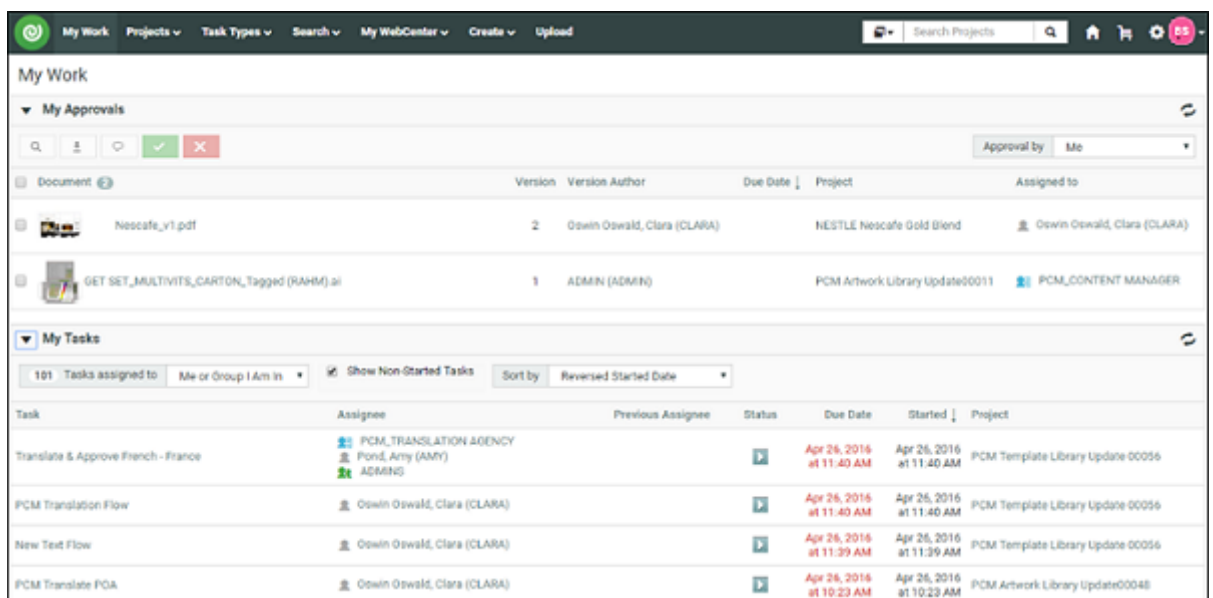 My Work Projects Task Types Search My WebCenter Create Upload Search Projects BS
My Work
My Approvals
Approval by Me
Document 2 Version Version Author Due Date Project Assigned to
Nescafe_v1.pdf 2 Oswin Oswald, Clara (CLARA) NESTLE Nescafe Gold Blend Oswin Oswald, Clara (CLARA)
GET SET_MULTIVITS_CARTON_Tagged (RAHM).ai 1 ADMIN (ADMIN) PCM Artwork Library Update00011 PCM_CONTENT MANAGER
My Tasks
101 Tasks assigned to Me or Group I Am In Show Non-Started Tasks Sort by Reversed Started Date
Task Assignee Previous Assignee Status Due Date Started Project
PCM_TRANSLATION AGENCY
Translate & Approve French - France Pond, Amy (AMY) Apr 26, 2016 at 11:40 AM Apr 26, 2016 at 11:40 AM PCM Template Library Update 00056
ADMINS
PCM Translation Flow Oswin Oswald, Clara (CLARA) Apr 26, 2016 at 11:40 AM Apr 26, 2016 at 11:40 AM PCM Template Library Update 00056
New Text Flow Oswin Oswald, Clara (CLARA) Apr 26, 2016 at 11:39 AM Apr 26, 2016 at 11:39 AM PCM Template Library Update 00056
PCM Translate POA Oswin Oswald, Clara (CLARA) Apr 26, 2016 at 10:23 AM Apr 26, 2016 at 10:23 AM PCM Artwork Library Update00048